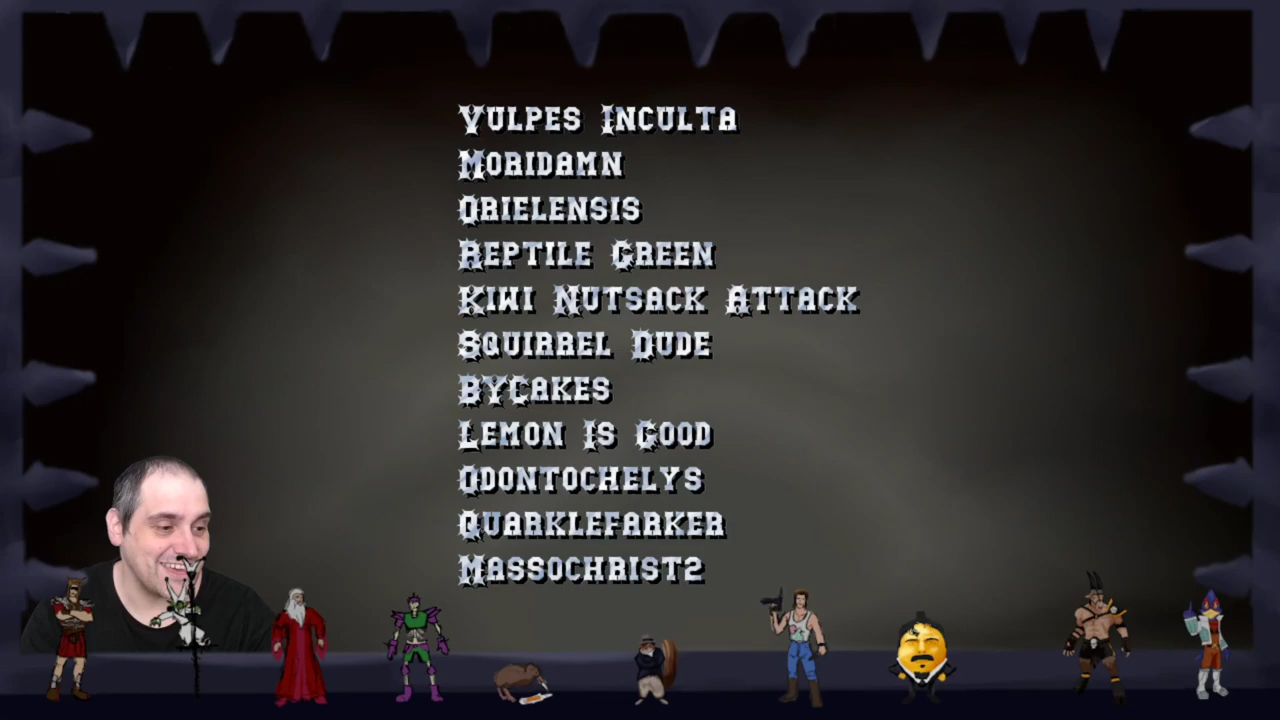 Vulpes Inculta
Moridamn
Orielensis
Reptile Green
Kiwi Nutsack Attack
Squirrel Dude
ByCakes
Lemon Is Good
Odontochelys
Quarklefarker
Massochrist2